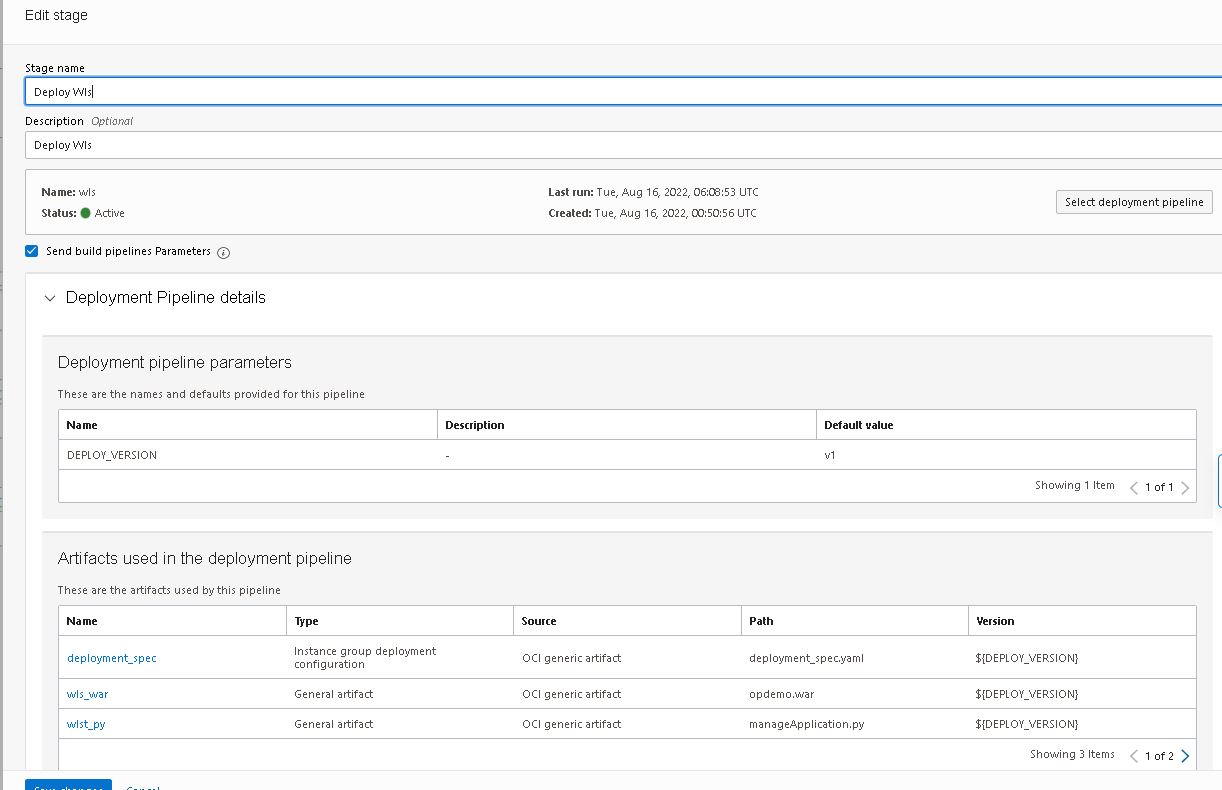 Edit stage
Stage name
Deploy Wls
Description Optional
Deploy Wls
Name: wls
Last run: Tue, Aug 16, 2022, 06:08:53 UTC
Select deployment pipeline
Status: Active
Created: Tue, Aug 16, 2022, 00:50:56 UTC
Send build pipelines Parameters
Deployment Pipeline details
Deployment pipeline parameters
These are the names and defaults provided for this pipeline
Name Description Default value
DEPLOY_VERSION - v1
Showing 1 Item 1 of 1
Artifacts used in the deployment pipeline
These are the artifacts used by this pipeline
Name Type Source Path Version
deployment_spec Instance group deployment configuration OCI generic artifact deployment_spec.yaml ${DEPLOY_VERSION}
wls_war General artifact OCI generic artifact opdemo.war ${DEPLOY_VERSION}
wlst_py General artifact OCI generic artifact manageApplication.py ${DEPLOY_VERSION}
Showing 3 Items 1 of 2
Save changes Cancel